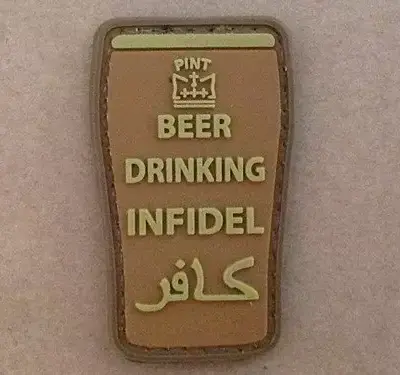 PINT
BEER
DRINKING
INFIDEL
كافر